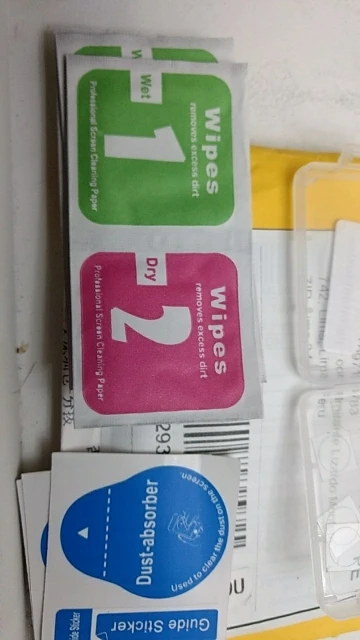 Wipes
removes excess dirt
Wet
1
Professional Screen Cleaning Paper
Wipes
removes excess dirt
Dry
2
Professional Screen Cleaning Paper
293
Dust-absorber
Used to clear the dust on the screen.
Guide Sticker